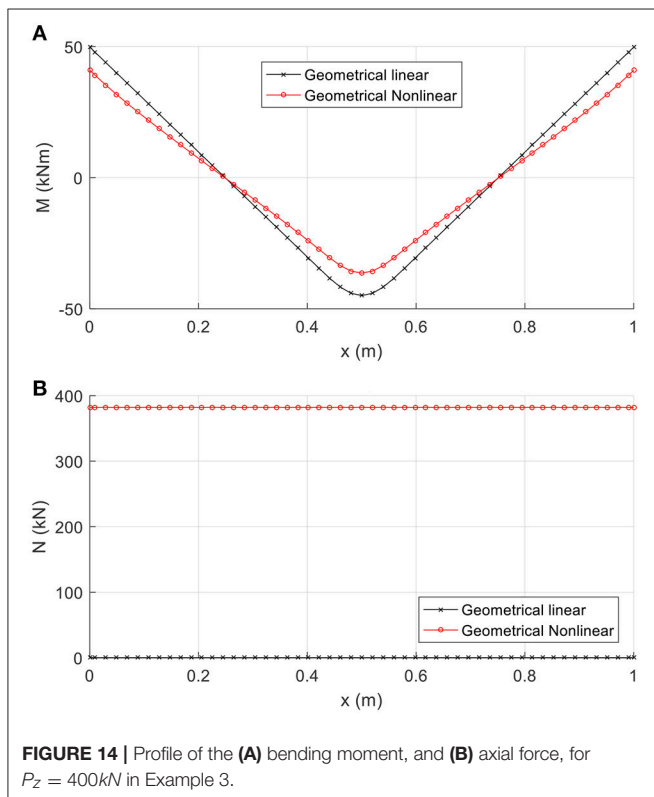 A
50
Geometrical linear
Geometrical Nonlinear
M (kNm)
0
-50
0 0.2 0.4 0.6 0.8 1
x (m)
B
400
300
N (kN)
200
100
Geometrical linear
Geometrical Nonlinear
0
0 0.2 0.4 0.6 0.8 1
x (m)
FIGURE 14 | Profile of the (A) bending moment, and (B) axial force, for
P_z = 400kN in Example 3.